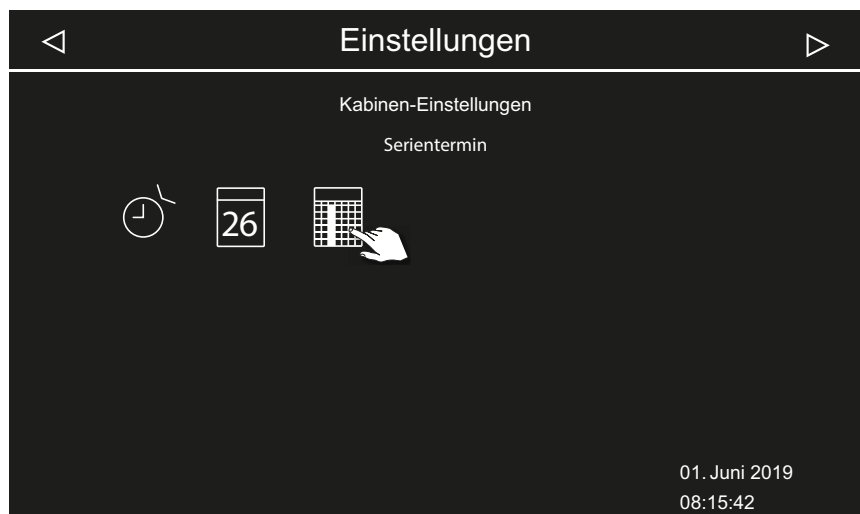 Einstellungen
Kabinen-Einstellungen
Serientermin
26
01. Juni 2019
08:15:42